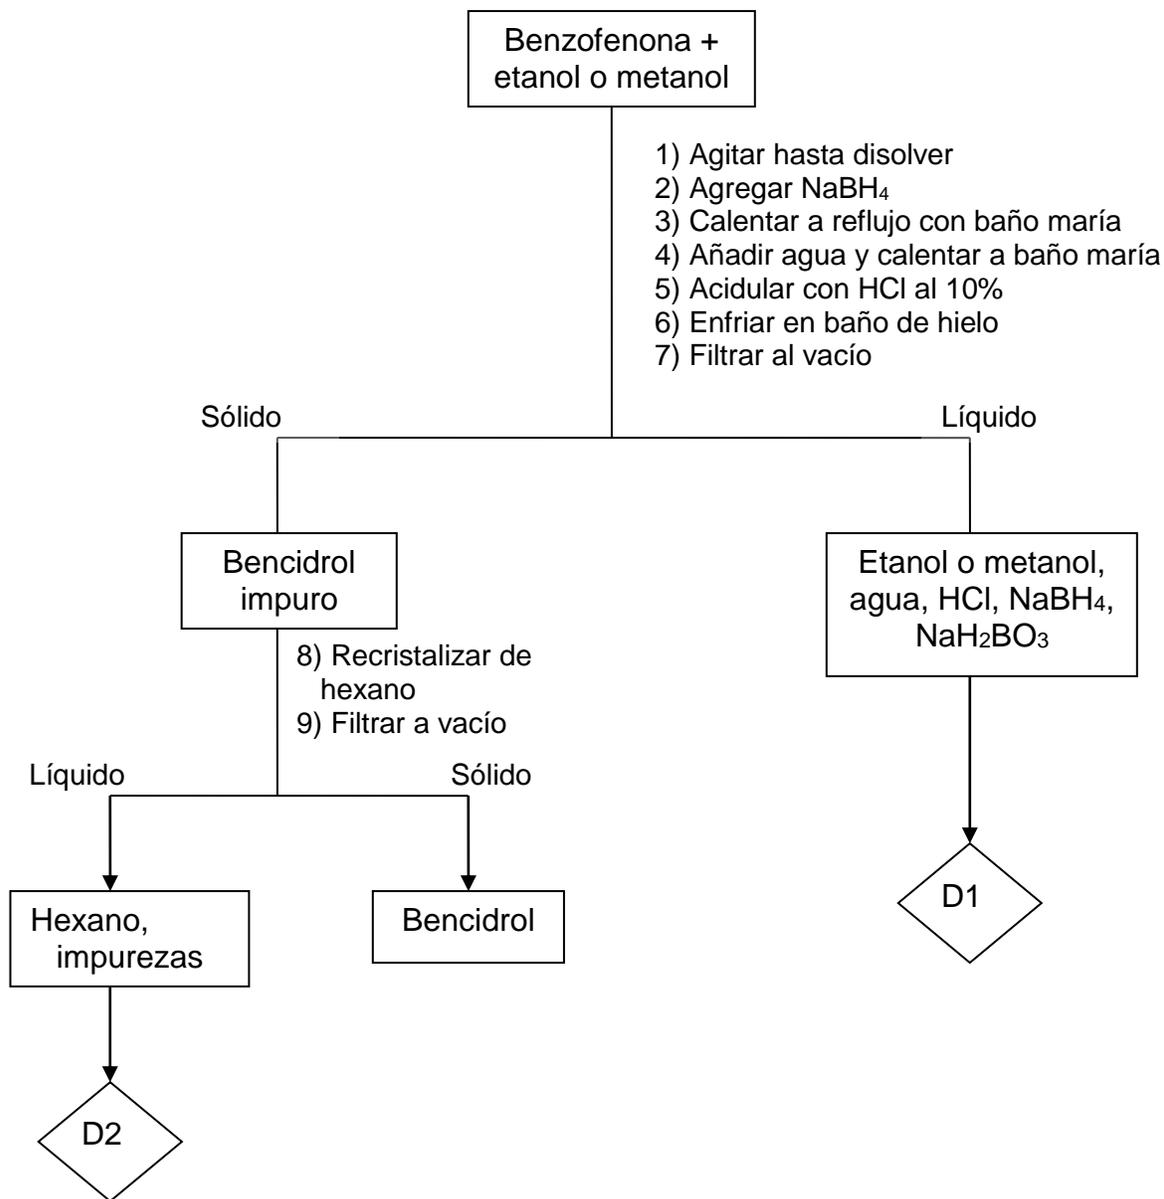 Benzofenona +
etanol o metanol
1) Agitar hasta disolver
2) Agregar NaBH₄
3) Calentar a reflujo con baño maría
4) Añadir agua y calentar a baño maría
5) Acidular con HCl al 10%
6) Enfriar en baño de hielo
7) Filtrar al vacío
Sólido
Líquido
Bencidrol
impuro
Etanol o metanol,
agua, HCl, NaBH₄,
NaH₂BO₃
8) Recristalizar de
hexano
9) Filtrar a vacío
Líquido
Sólido
Hexano,
impurezas
Bencidrol
D1
D2